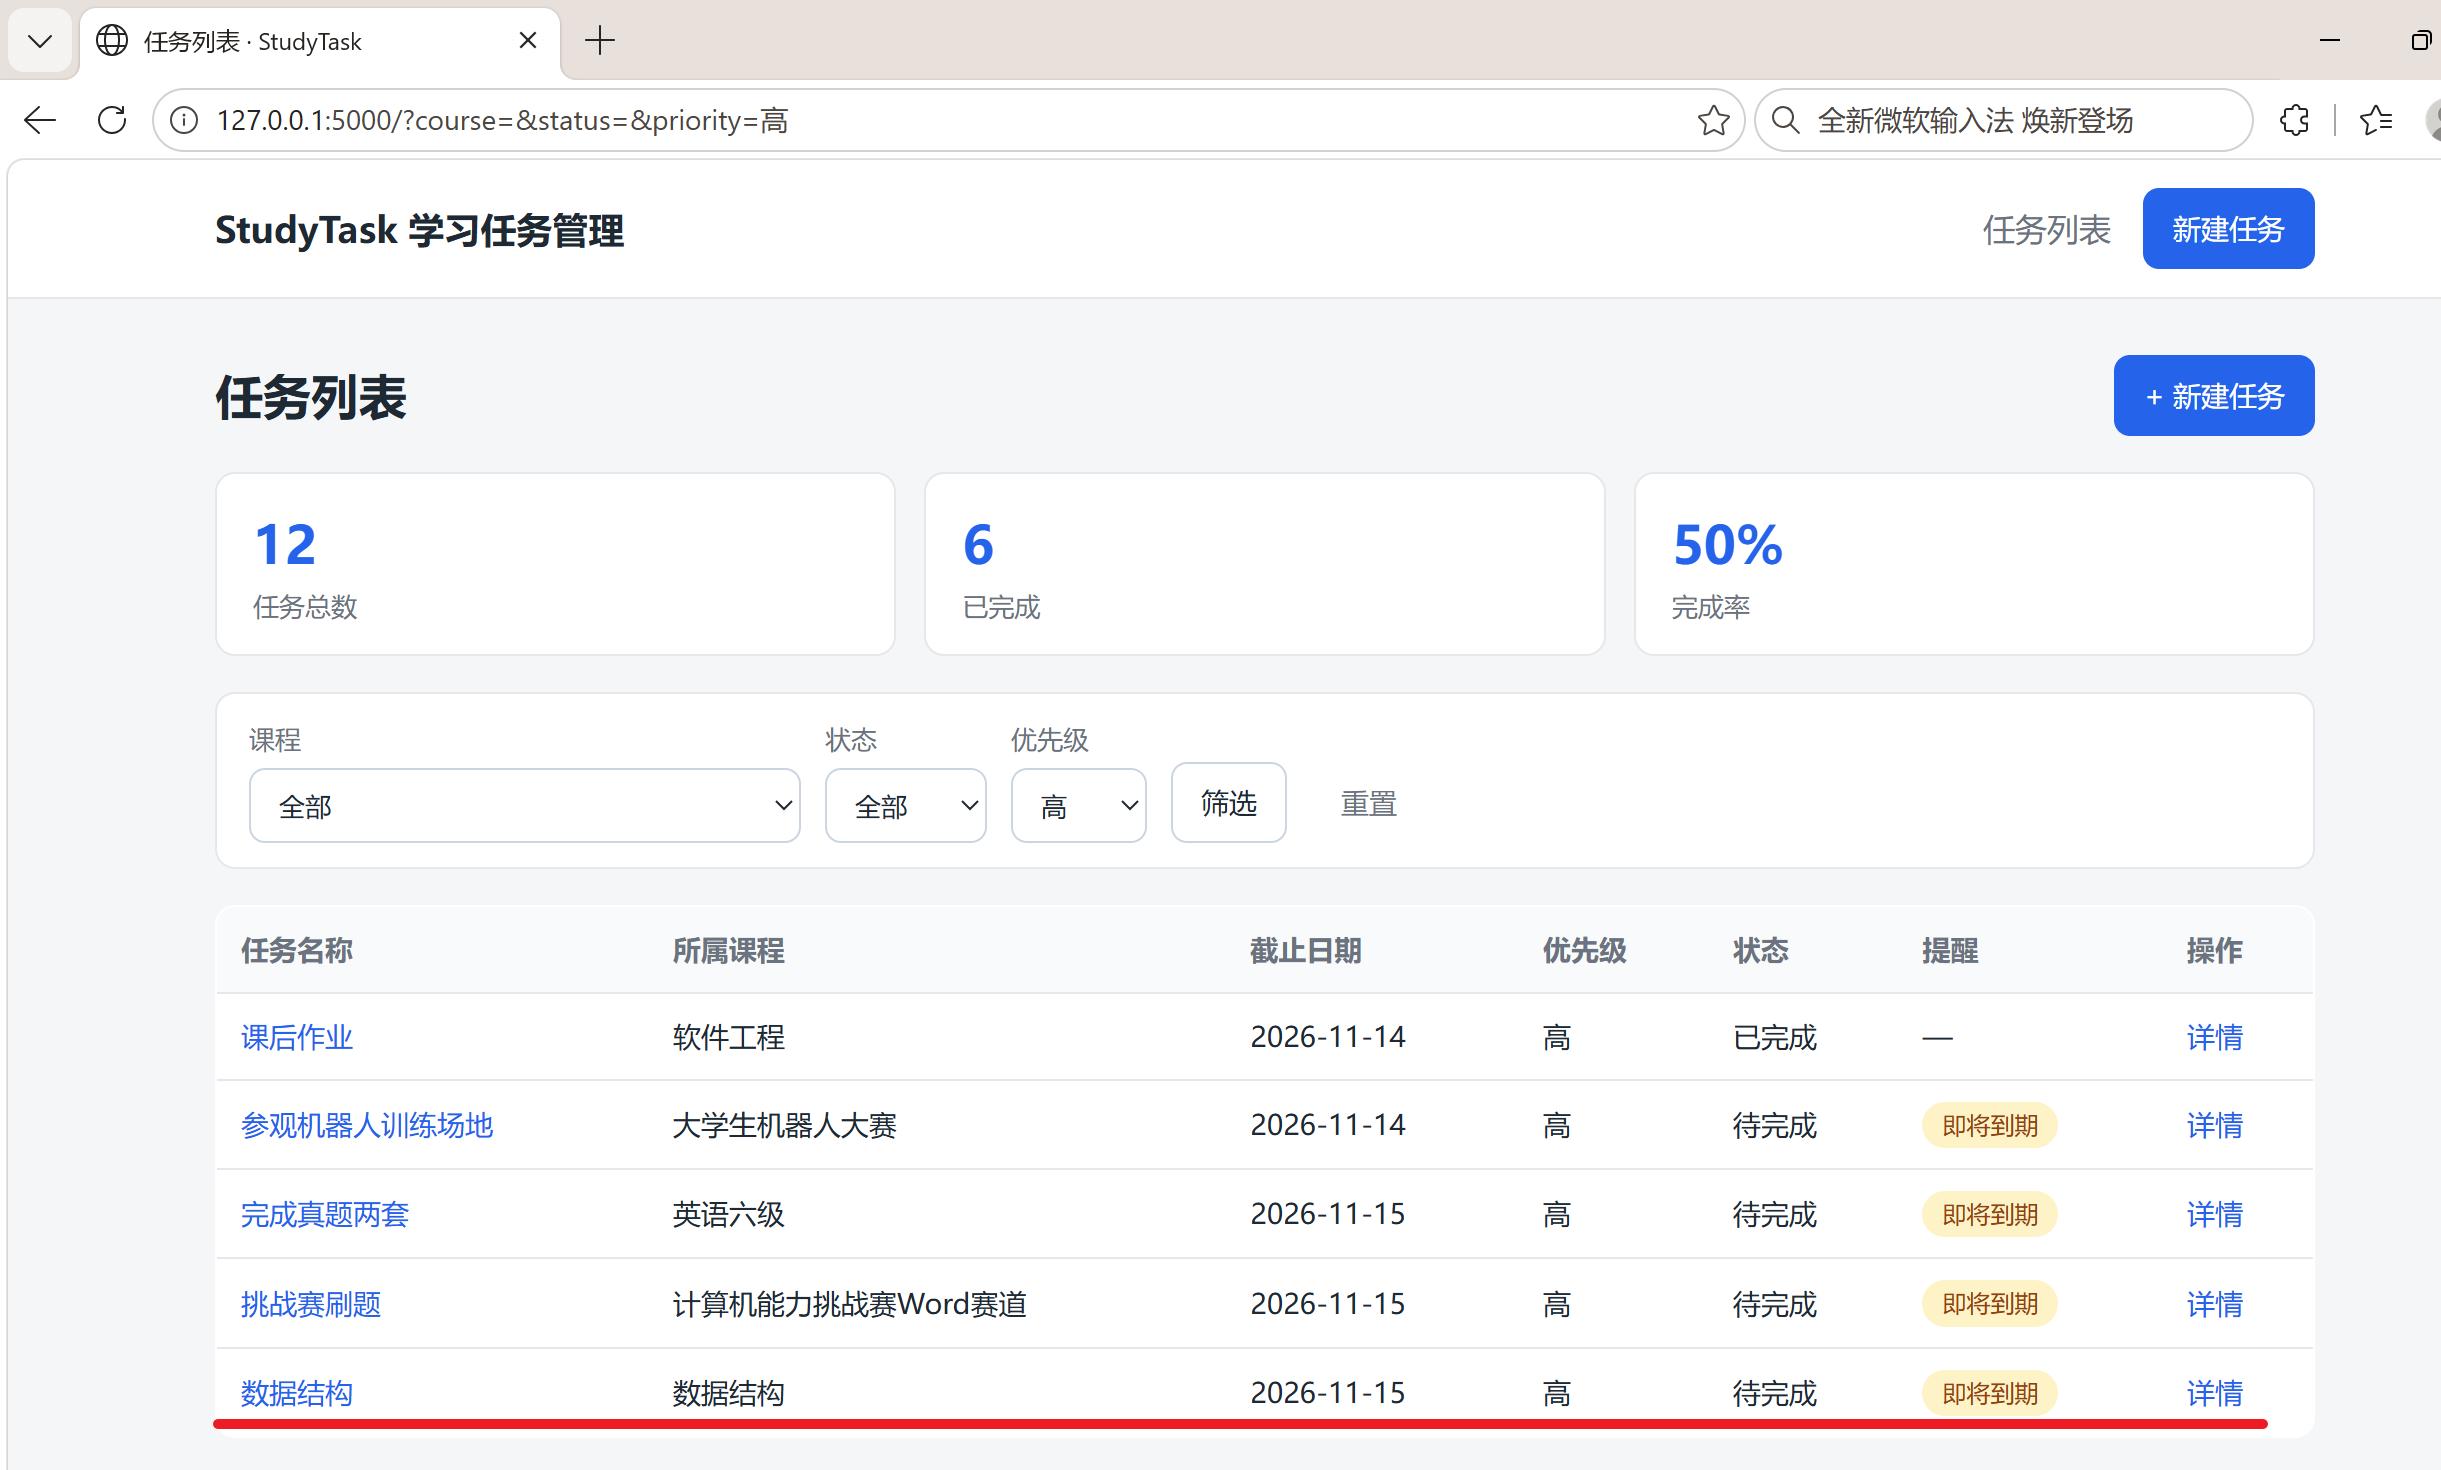 任务列表 · StudyTask
127.0.0.1:5000/?course=&status=&priority=高
全新微软输入法 焕新登场
StudyTask 学习任务管理
任务列表
新建任务
任务列表
+ 新建任务
12
任务总数
6
已完成
50%
完成率
课程
状态
优先级
全部
全部
高
筛选
重置
任务名称 所属课程 截止日期 优先级 状态 提醒 操作
课后作业 软件工程 2026-11-14 高 已完成 — 详情
参观机器人训练场地 大学生机器人大赛 2026-11-14 高 待完成 即将到期 详情
完成真题两套 英语六级 2026-11-15 高 待完成 即将到期 详情
挑战赛刷题 计算机能力挑战赛Word赛道 2026-11-15 高 待完成 即将到期 详情
数据结构 数据结构 2026-11-15 高 待完成 即将到期 详情